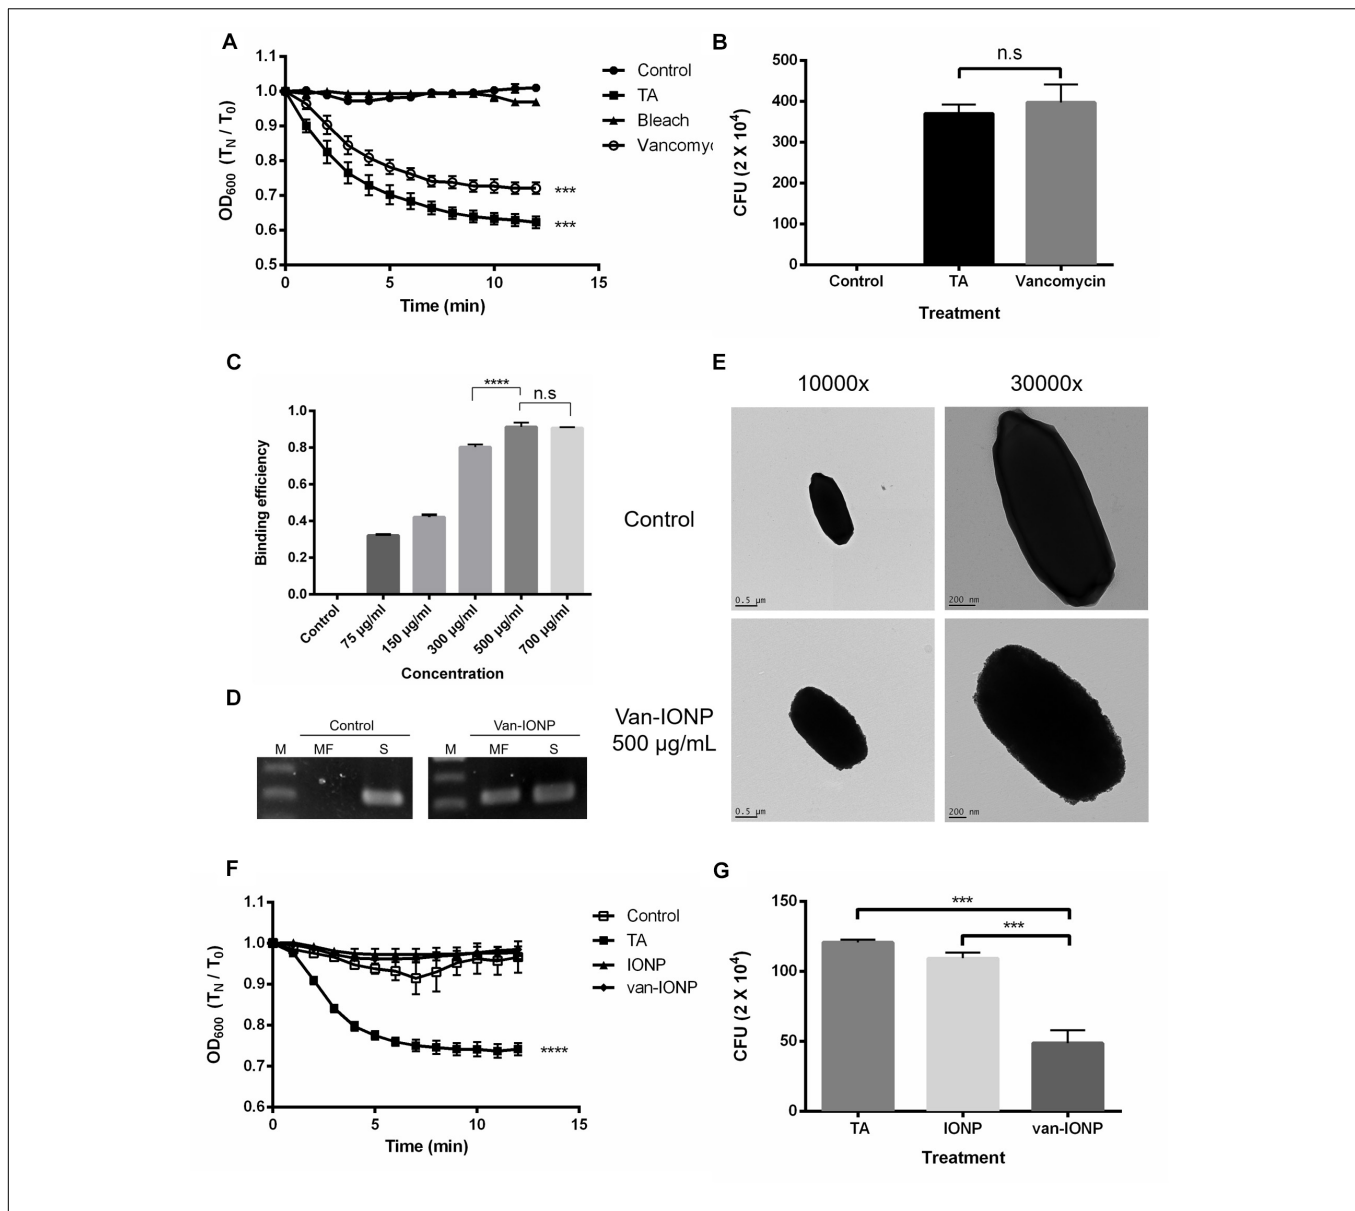 A
1.1
1.0
0.9
0.8
0.7
0.6
0.5
OD600 (TN / T0)
0
5
10
15
Time (min)
Control
TA
Bleach
Vancomyc
***
***
B
n.s
500
400
300
200
100
0
CFU (2 X 10^4)
Control
TA
Vancomycin
Treatment
C
****
n.s
1.0
0.8
0.6
0.4
0.2
0.0
Binding efficiency
Control
75 µg/ml
150 µg/ml
300 µg/ml
500 µg/ml
700 µg/ml
Concentration
D
Control
Van-IONP
M
MF
S
M
MF
S
E
10000x
30000x
Control
0.5 µm
200 nm
Van-IONP
500 µg/mL
0.5 µm
200 nm
F
1.1
1.0
0.9
0.8
0.7
0.6
OD600 (TN / T0)
0
5
10
15
Time (min)
Control
TA
IONP
van-IONP
****
G
***
***
150
100
50
0
CFU (2 X 10^4)
TA
IONP
van-IONP
Treatment